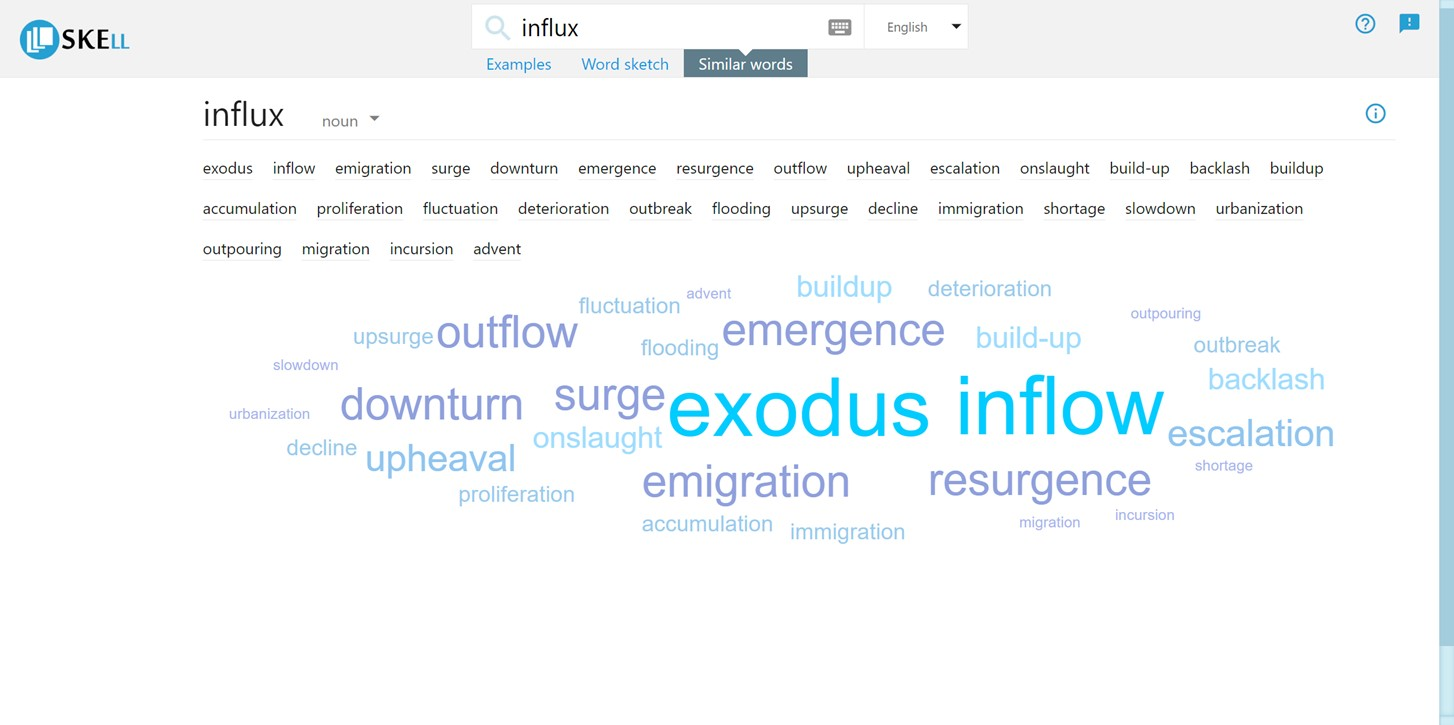 SKELL
influx
English
Examples Word sketch Similar words
influx noun
exodus inflow emigration surge downturn emergence resurgence outflow upheaval escalation onslaught build-up backlash buildup
accumulation proliferation fluctuation deterioration outbreak flooding upsurge decline immigration shortage slowdown urbanization
outpouring migration incursion advent
buildup deterioration
fluctuation advent
outpouring
upsurge outflow flooding emergence build-up outbreak
slowdown backlash
downturn surge exodus inflow
urbanization
decline onslaught escalation
upheaval shortage
emigration resurgence
proliferation
accumulation immigration migration incursion